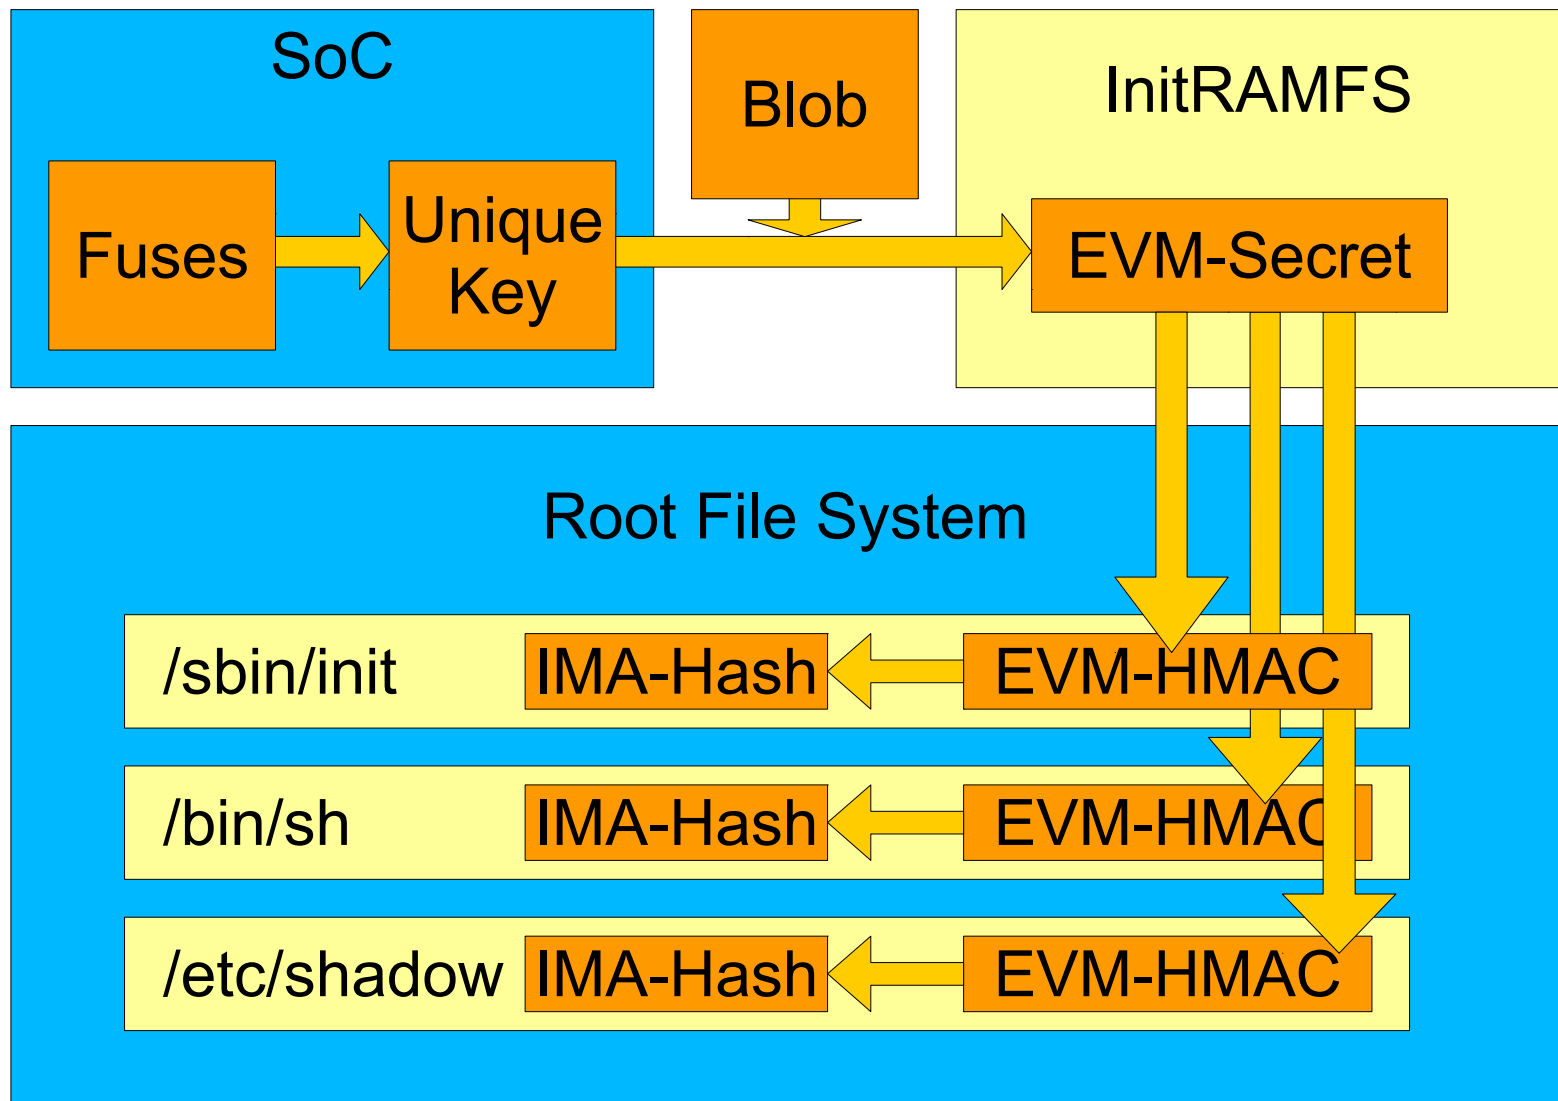 SoC
Blob
InitRAMFS
Fuses
Unique
Key
EVM-Secret
Root File System
/sbin/init IMA-Hash EVM-HMAC
/bin/sh IMA-Hash EVM-HMAC
/etc/shadow IMA-Hash EVM-HMAC